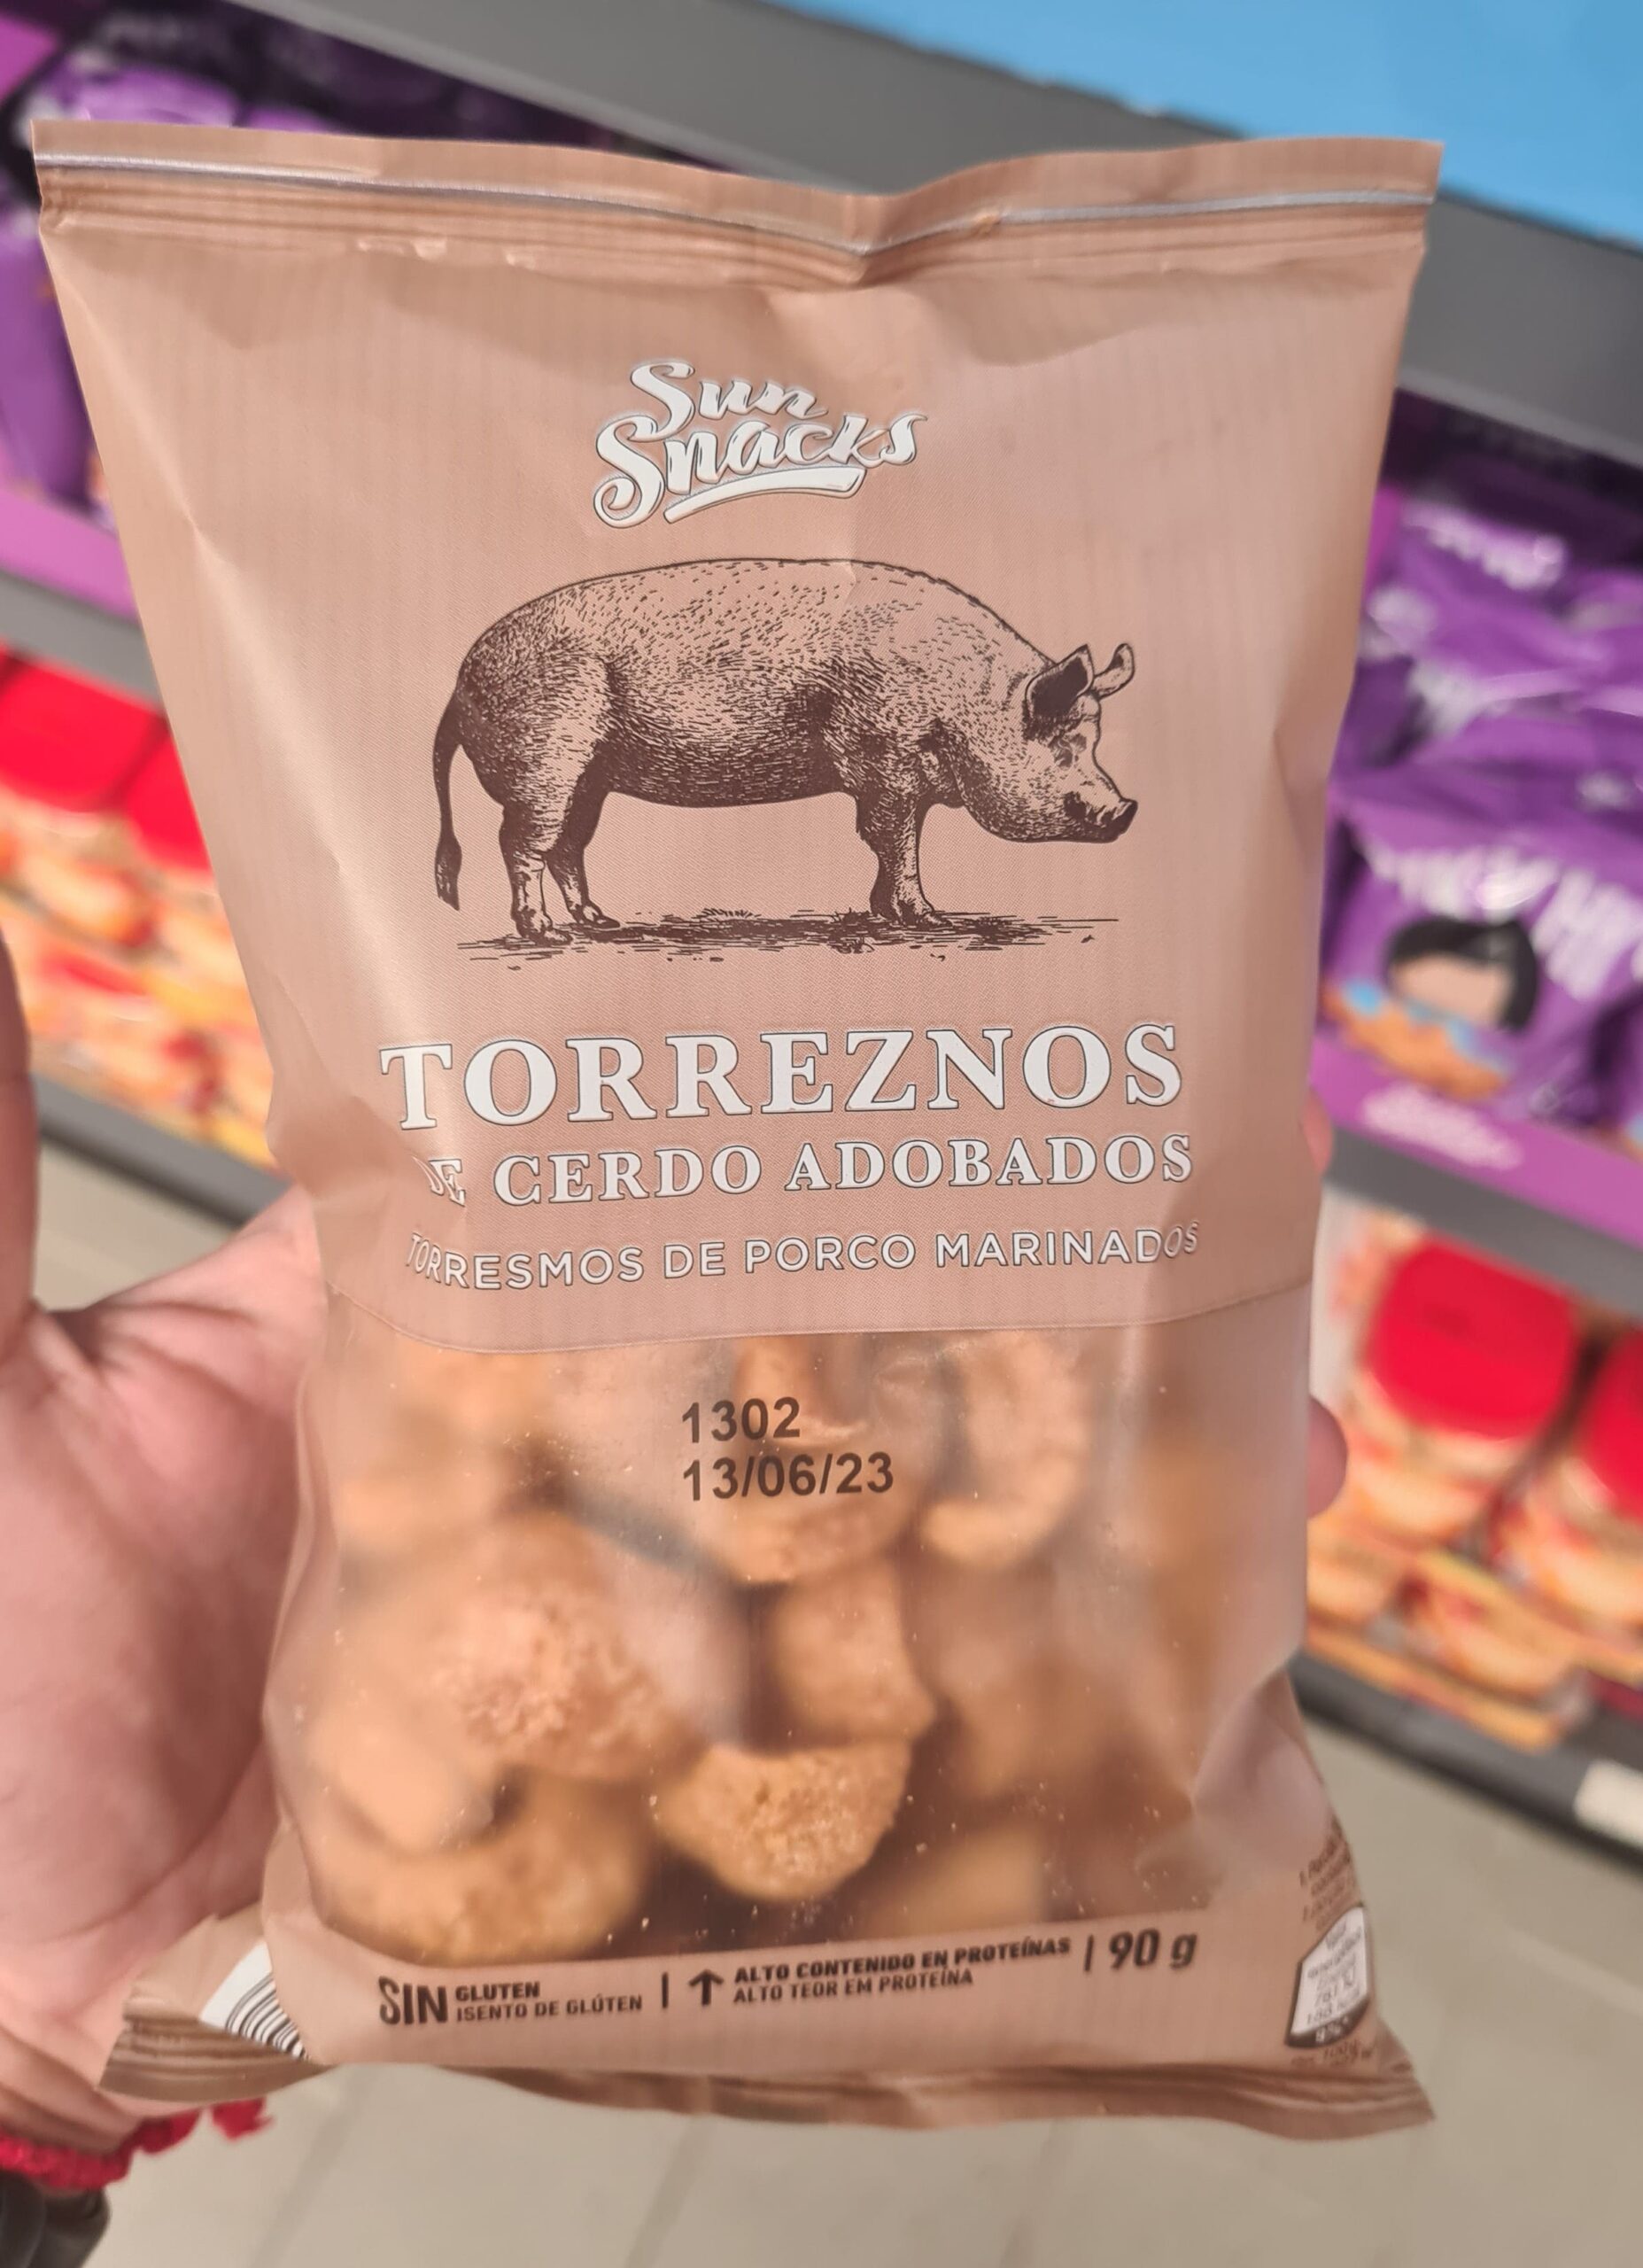 Sun
Snacks
TORREZNOS
DE CERDO ADOBADOS
TORRESMOS DE PORCO MARINADOS
1302
13/06/23
SIN GLUTEN
ISENTO DE GLÚTEN
ALTO CONTENIDO EN PROTEÍNAS
ALTO TEOR EM PROTEÍNA
90 g